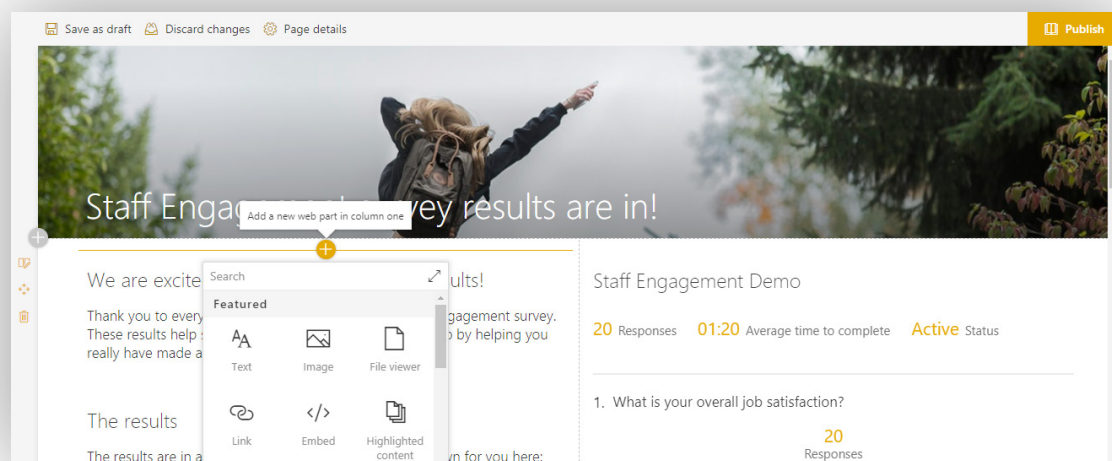 Save as draft Discard changes Page details Publish
Staff Enga vey results are in!
Add a new web part in column one
We are excite ults!
Thank you to every gagement survey.
These results help by helping you
really have made a
The results
The results are in a n for you here:
Search
Featured
Text Image File viewer
Link Embed Highlighted
content
Staff Engagement Demo
20 Responses 01:20 Average time to complete Active Status
1. What is your overall job satisfaction?
20
Responses